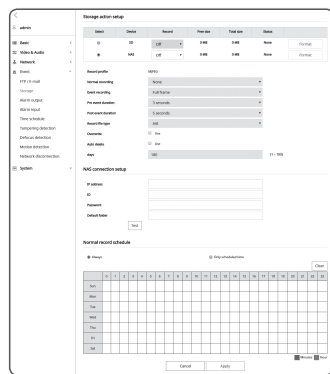 Storage action setup
admin
Select Device Record Free size Total size Status
SD Off 0 MB 0 MB None Format
NAS Off 0 MB 0 MB None Format
Basic
Video & Audio
Network
Event
FTP / E-mail
Storage
Alarm output
Alarm input
Time schedule
Tampering detection
Defocus detection
Motion detection
Network disconnection
System
Record profile MJPEG
Normal recording None
Event recording Full frame
Pre event duration 5 seconds
Post event duration 5 seconds
Record file type AVI
Overwrite Use
Auto delete Use
days 180 (1 ~ 180)
NAS connection setup
IP address
ID
Password
Default folder
Test
Normal record schedule
Always Only scheduled time
Clear
0 1 2 3 4 5 6 7 8 9 10 11 12 13 14 15 16 17 18 19 20 21 22 23
Sun
Mon
Tue
Wed
Thu
Fri
Sat
Minutes Hour
Cancel Apply